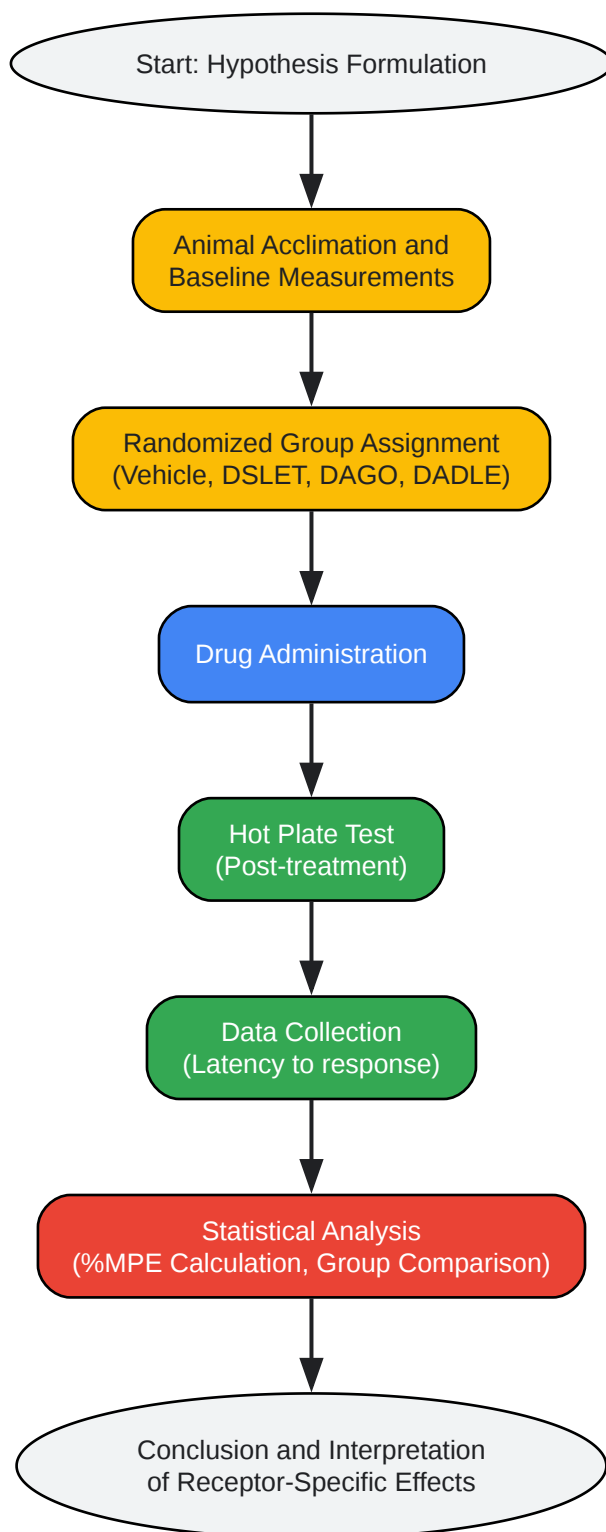 Start: Hypothesis Formulation
Animal Acclimation and
Baseline Measurements
Randomized Group Assignment
(Vehicle, DSLET, DAGO, DADLE)
Drug Administration
Hot Plate Test
(Post-treatment)
Data Collection
(Latency to response)
Statistical Analysis
(%MPE Calculation, Group Comparison)
Conclusion and Interpretation
of Receptor-Specific Effects